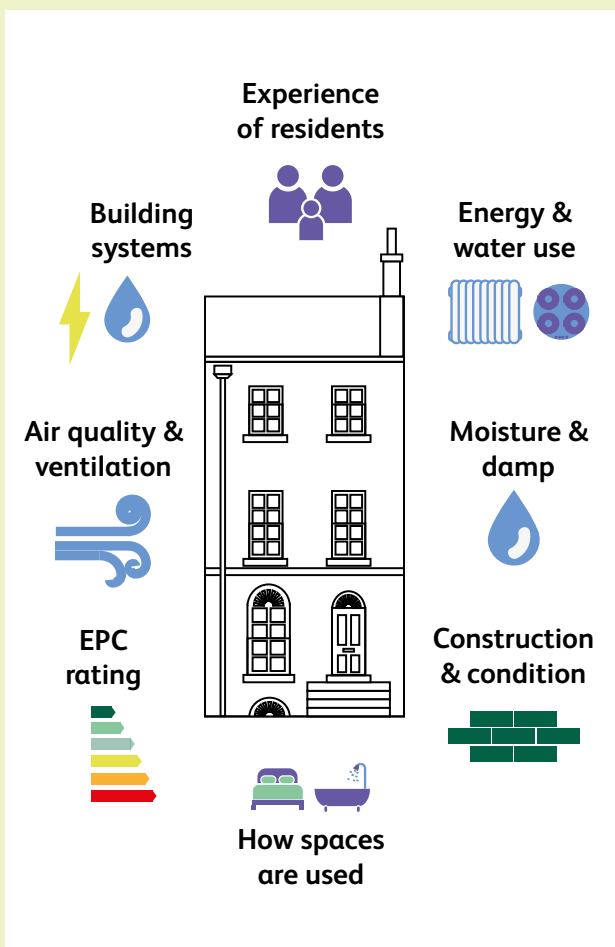 Experience
of residents
Building
systems
Energy &
water use
Air quality &
ventilation
Moisture &
damp
EPC
rating
Construction
& condition
How spaces
are used